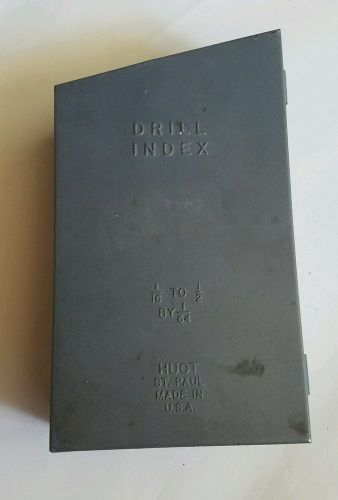 DRILL
INDEX
1/16 TO 1/2
BY 1/64
HUOT
ST. PAUL
MADE IN
U.S.A.